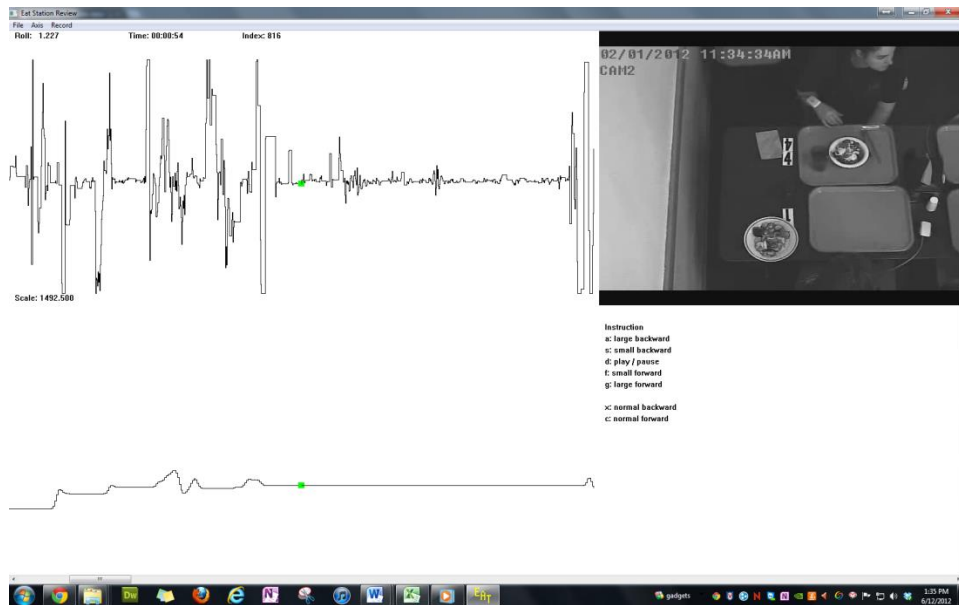 Eat Station Review
File Axis Record
Roll: 1.227 Time: 00:00:54 Index: 816
02/01/2012 11:34:34AM
CAM2
Scale: 1492.500
Instruction
a: large backward
s: small backward
d: play / pause
f: small forward
g: large forward
x: normal backward
c: normal forward
Dw
gadgets
1:35 PM
6/12/2012